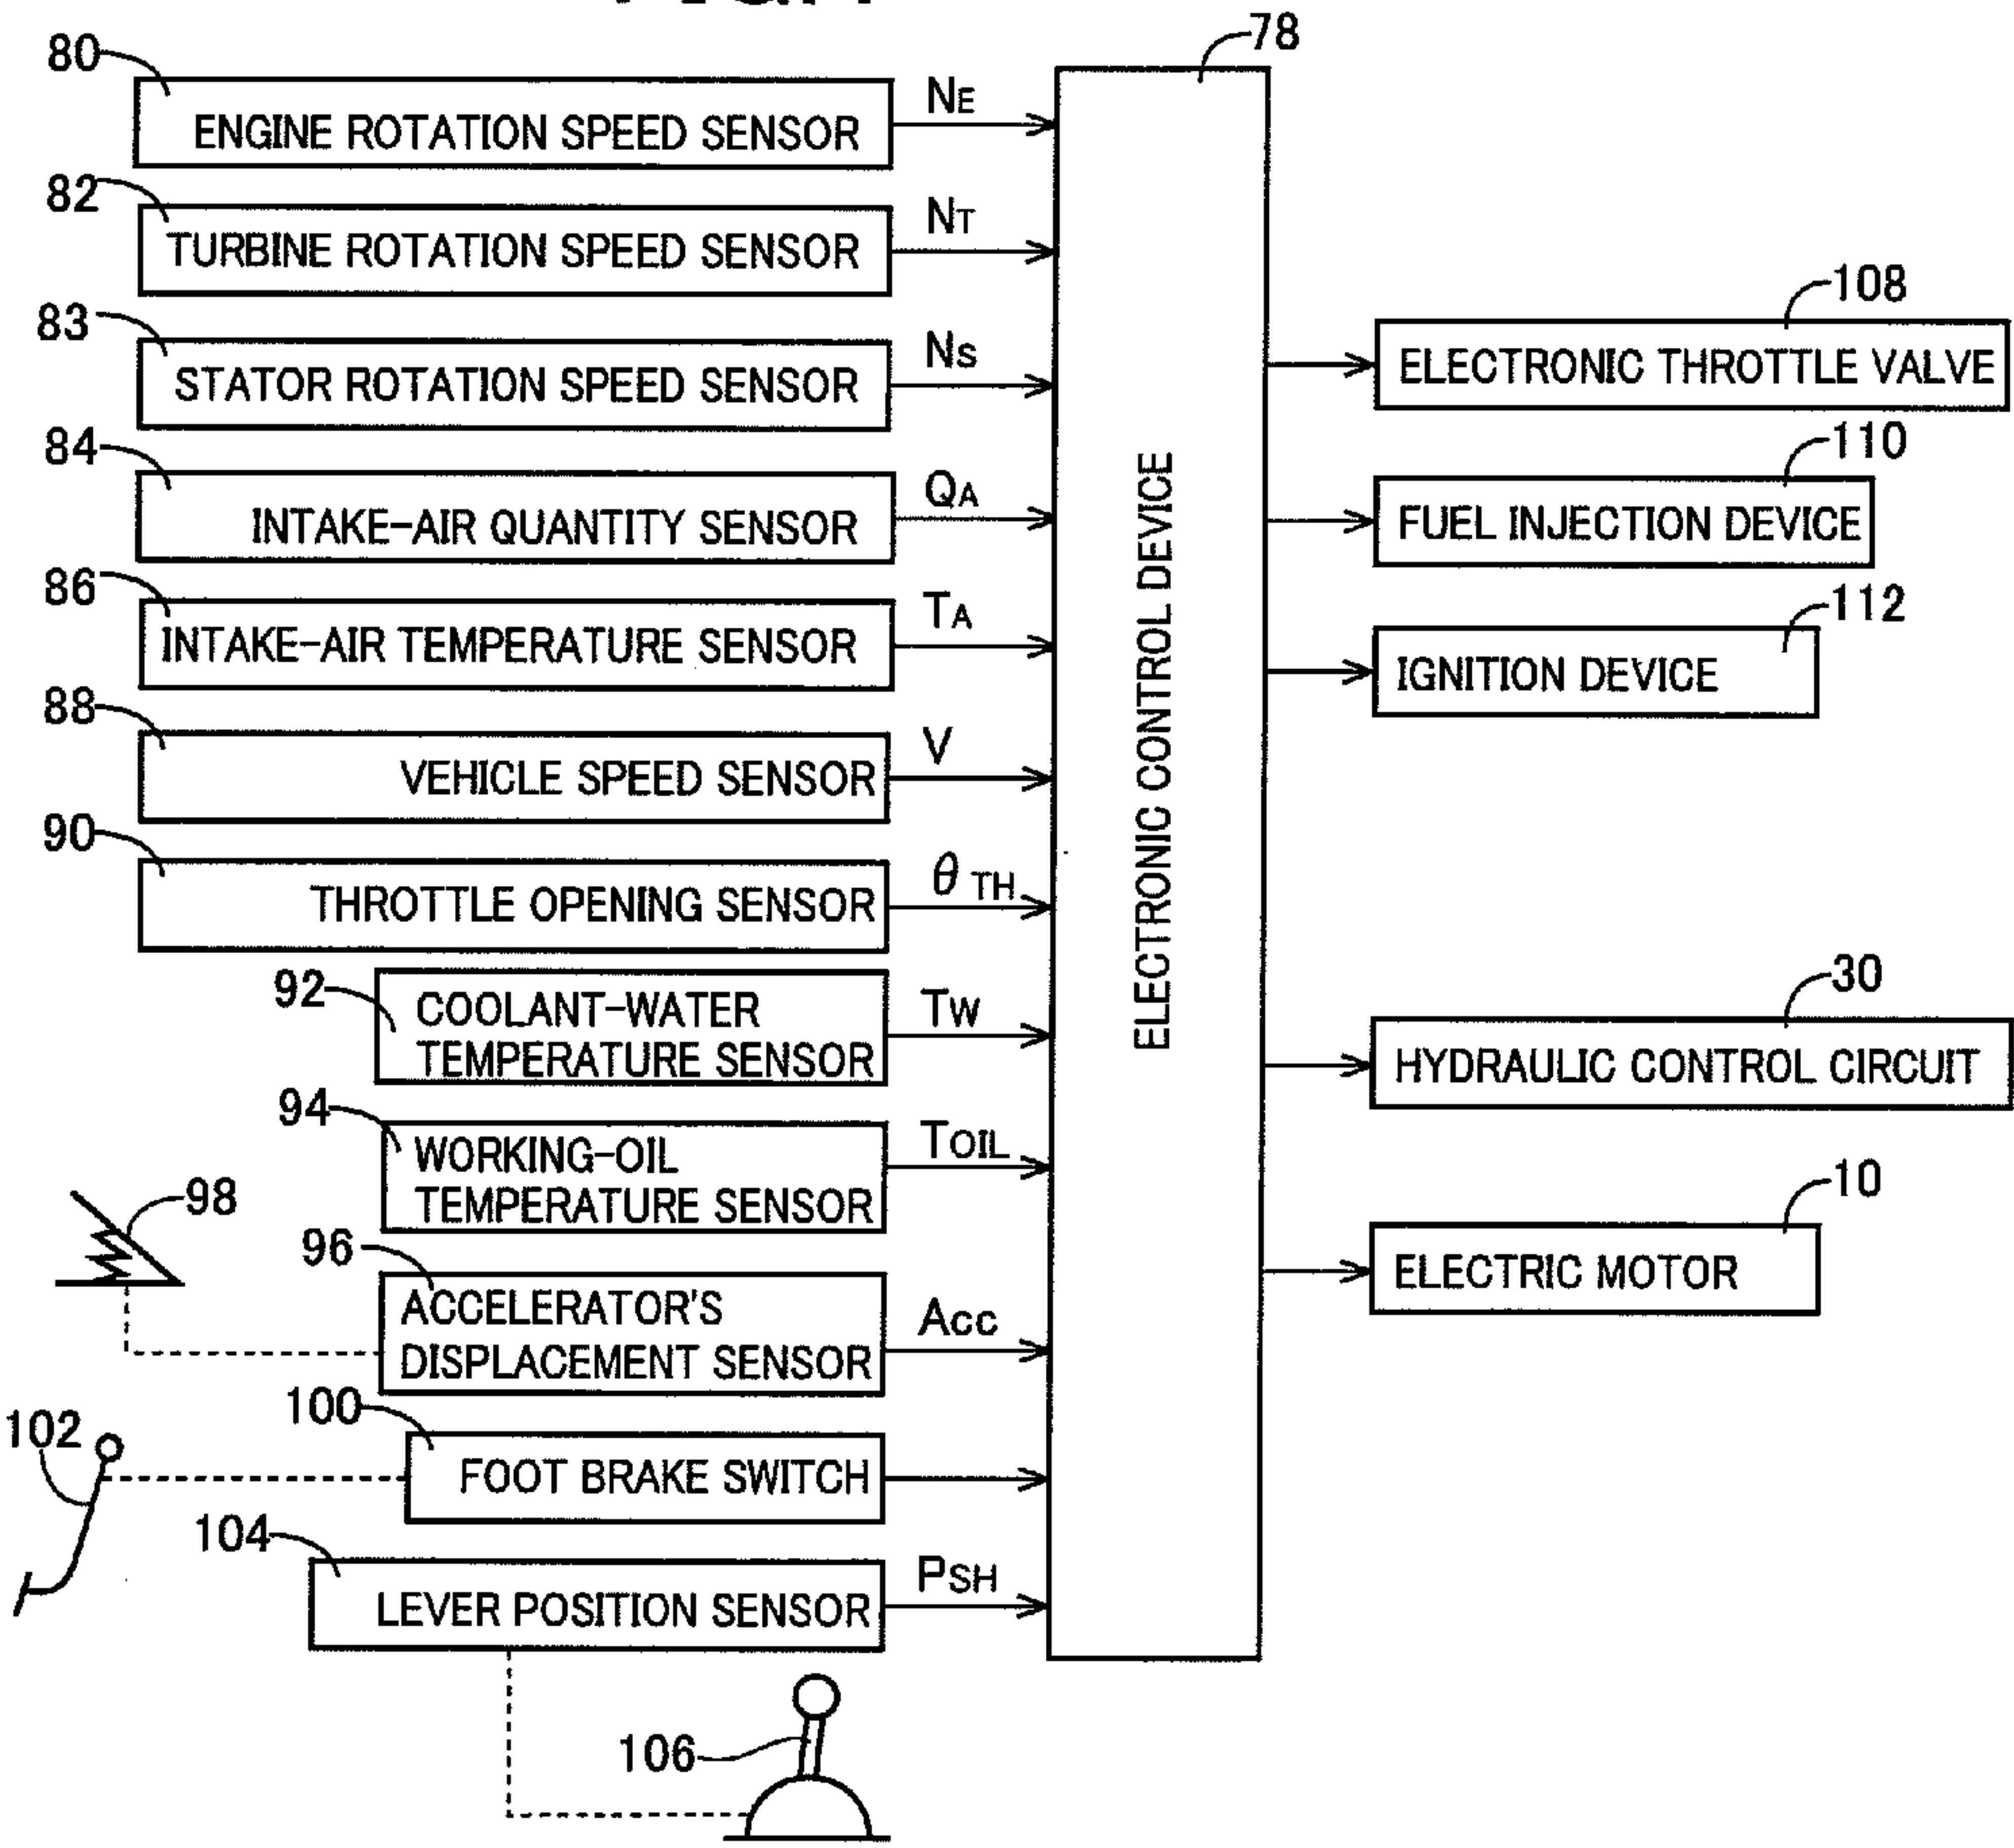 78
80
NE
ENGINE ROTATION SPEED SENSOR
82
NT
TURBINE ROTATION SPEED SENSOR
83
NS
STATOR ROTATION SPEED SENSOR
84
QA
INTAKE-AIR QUANTITY SENSOR
86
TA
INTAKE-AIR TEMPERATURE SENSOR
88
V
VEHICLE SPEED SENSOR
90
θTH
THROTTLE OPENING SENSOR
92
TW
COOLANT-WATER
TEMPERATURE SENSOR
94
TOIL
WORKING-OIL
TEMPERATURE SENSOR
98
96
Acc
ACCELERATOR'S
DISPLACEMENT SENSOR
100
102
FOOT BRAKE SWITCH
104
PSH
LEVER POSITION SENSOR
106
ELECTRONIC CONTROL DEVICE
108
ELECTRONIC THROTTLE VALVE
110
FUEL INJECTION DEVICE
112
IGNITION DEVICE
30
HYDRAULIC CONTROL CIRCUIT
10
ELECTRIC MOTOR